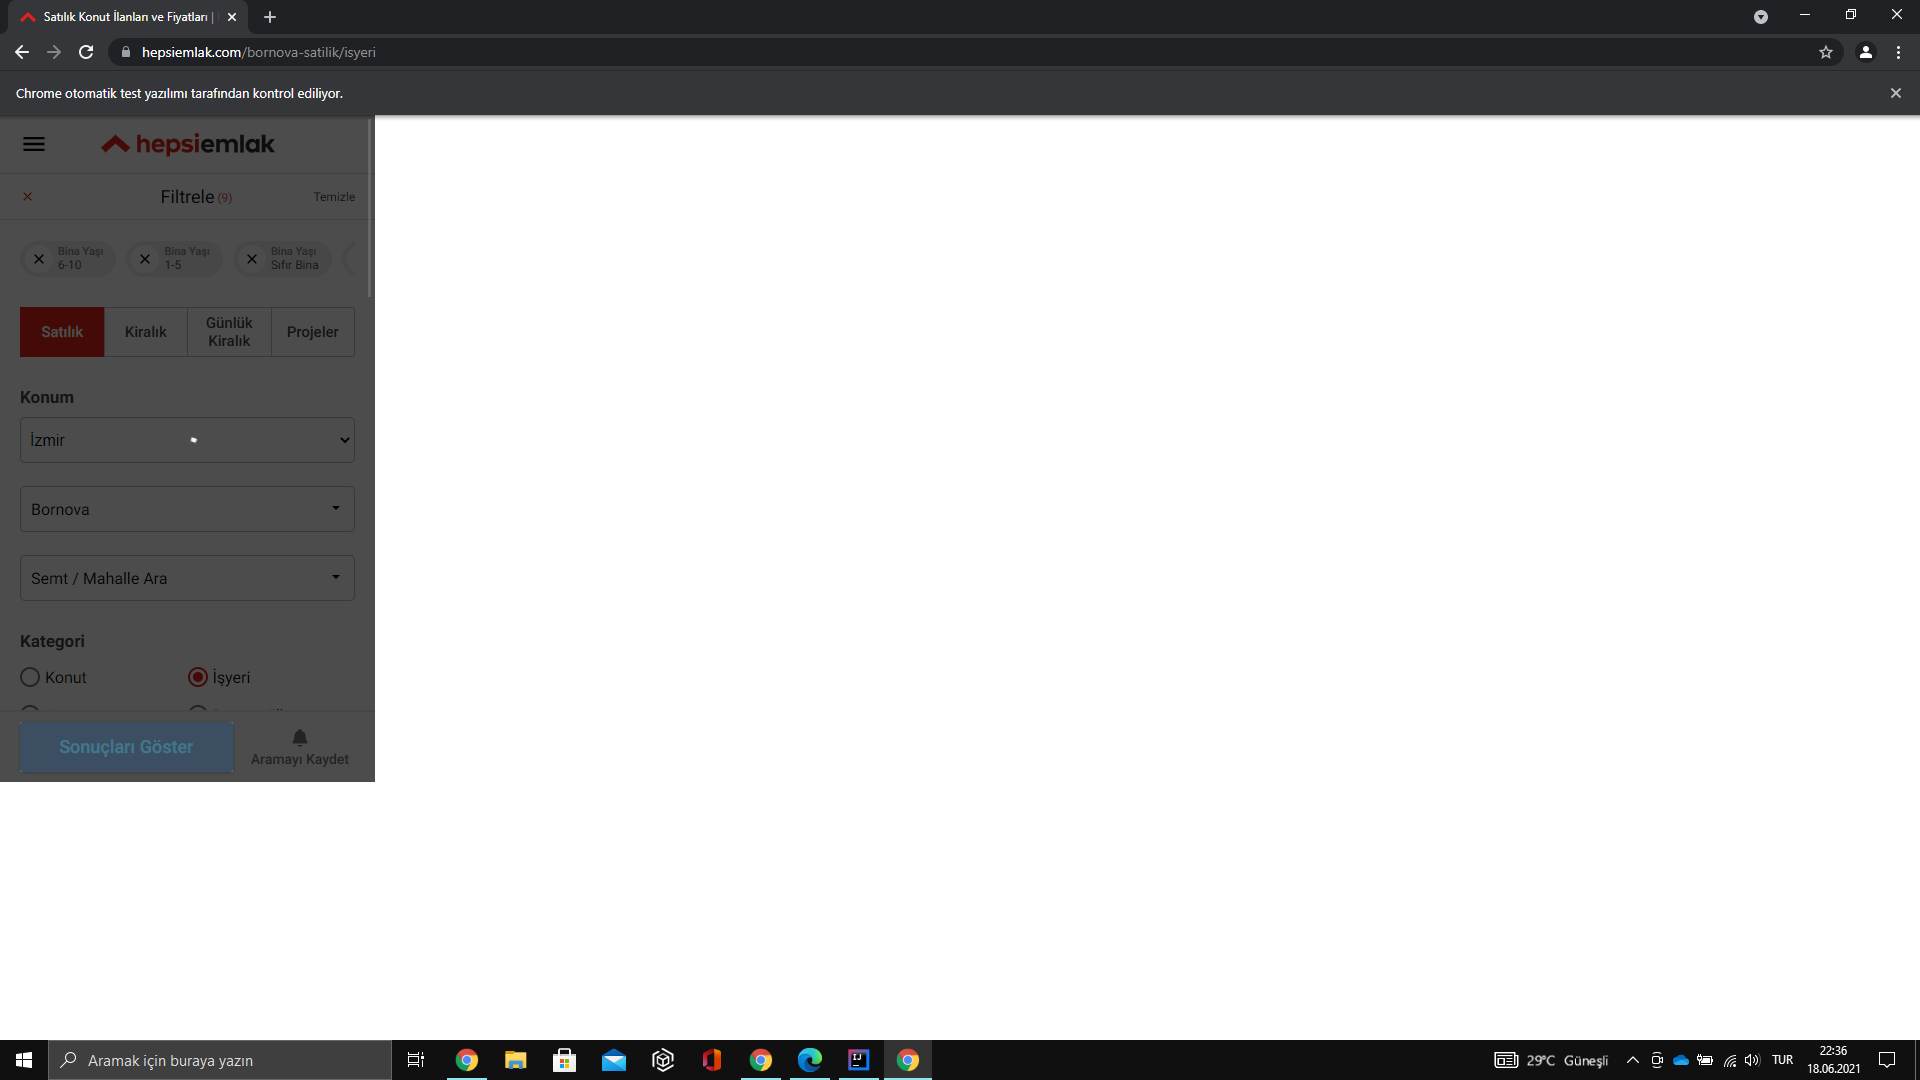 Satılık Konut İlanları ve Fiyatları |
hepsiemlak.com/bornova-satilik/isyeri
Chrome otomatik test yazılımı tarafından kontrol ediliyor.
hepsiemlak
Filtrele (9)
Temizle
Bina Yaşı
6-10
Bina Yaşı
1-5
Bina Yaşı
Sıfır Bina
Satılık
Kiralık
Günlük
Kiralık
Projeler
Konum
İzmir
Bornova
Semt / Mahalle Ara
Kategori
Konut
İşyeri
Sonuçları Göster
Aramayı Kaydet
Aramak için buraya yazın
29°C Güneşli
TUR
22:36
18.06.2021